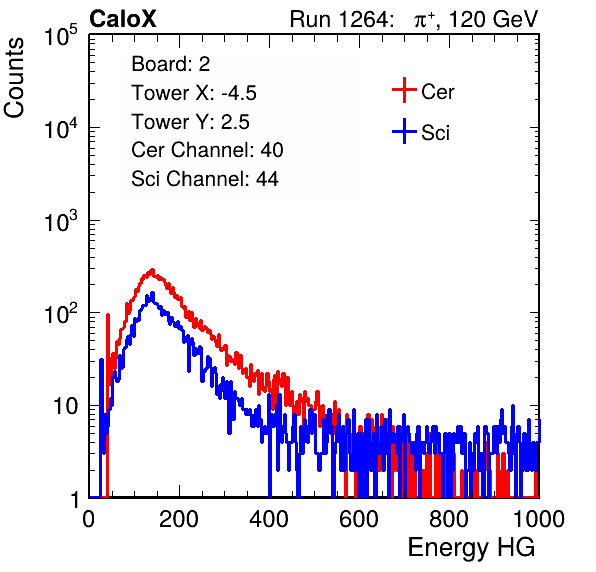 CaloX Run 1264: π⁺, 120 GeV
Counts
10⁵
10⁴
10³
10²
10
1
Board: 2
Tower X: -4.5
Tower Y: 2.5
Cer Channel: 40
Sci Channel: 44
Cer
Sci
0 200 400 600 800 1000
Energy HG